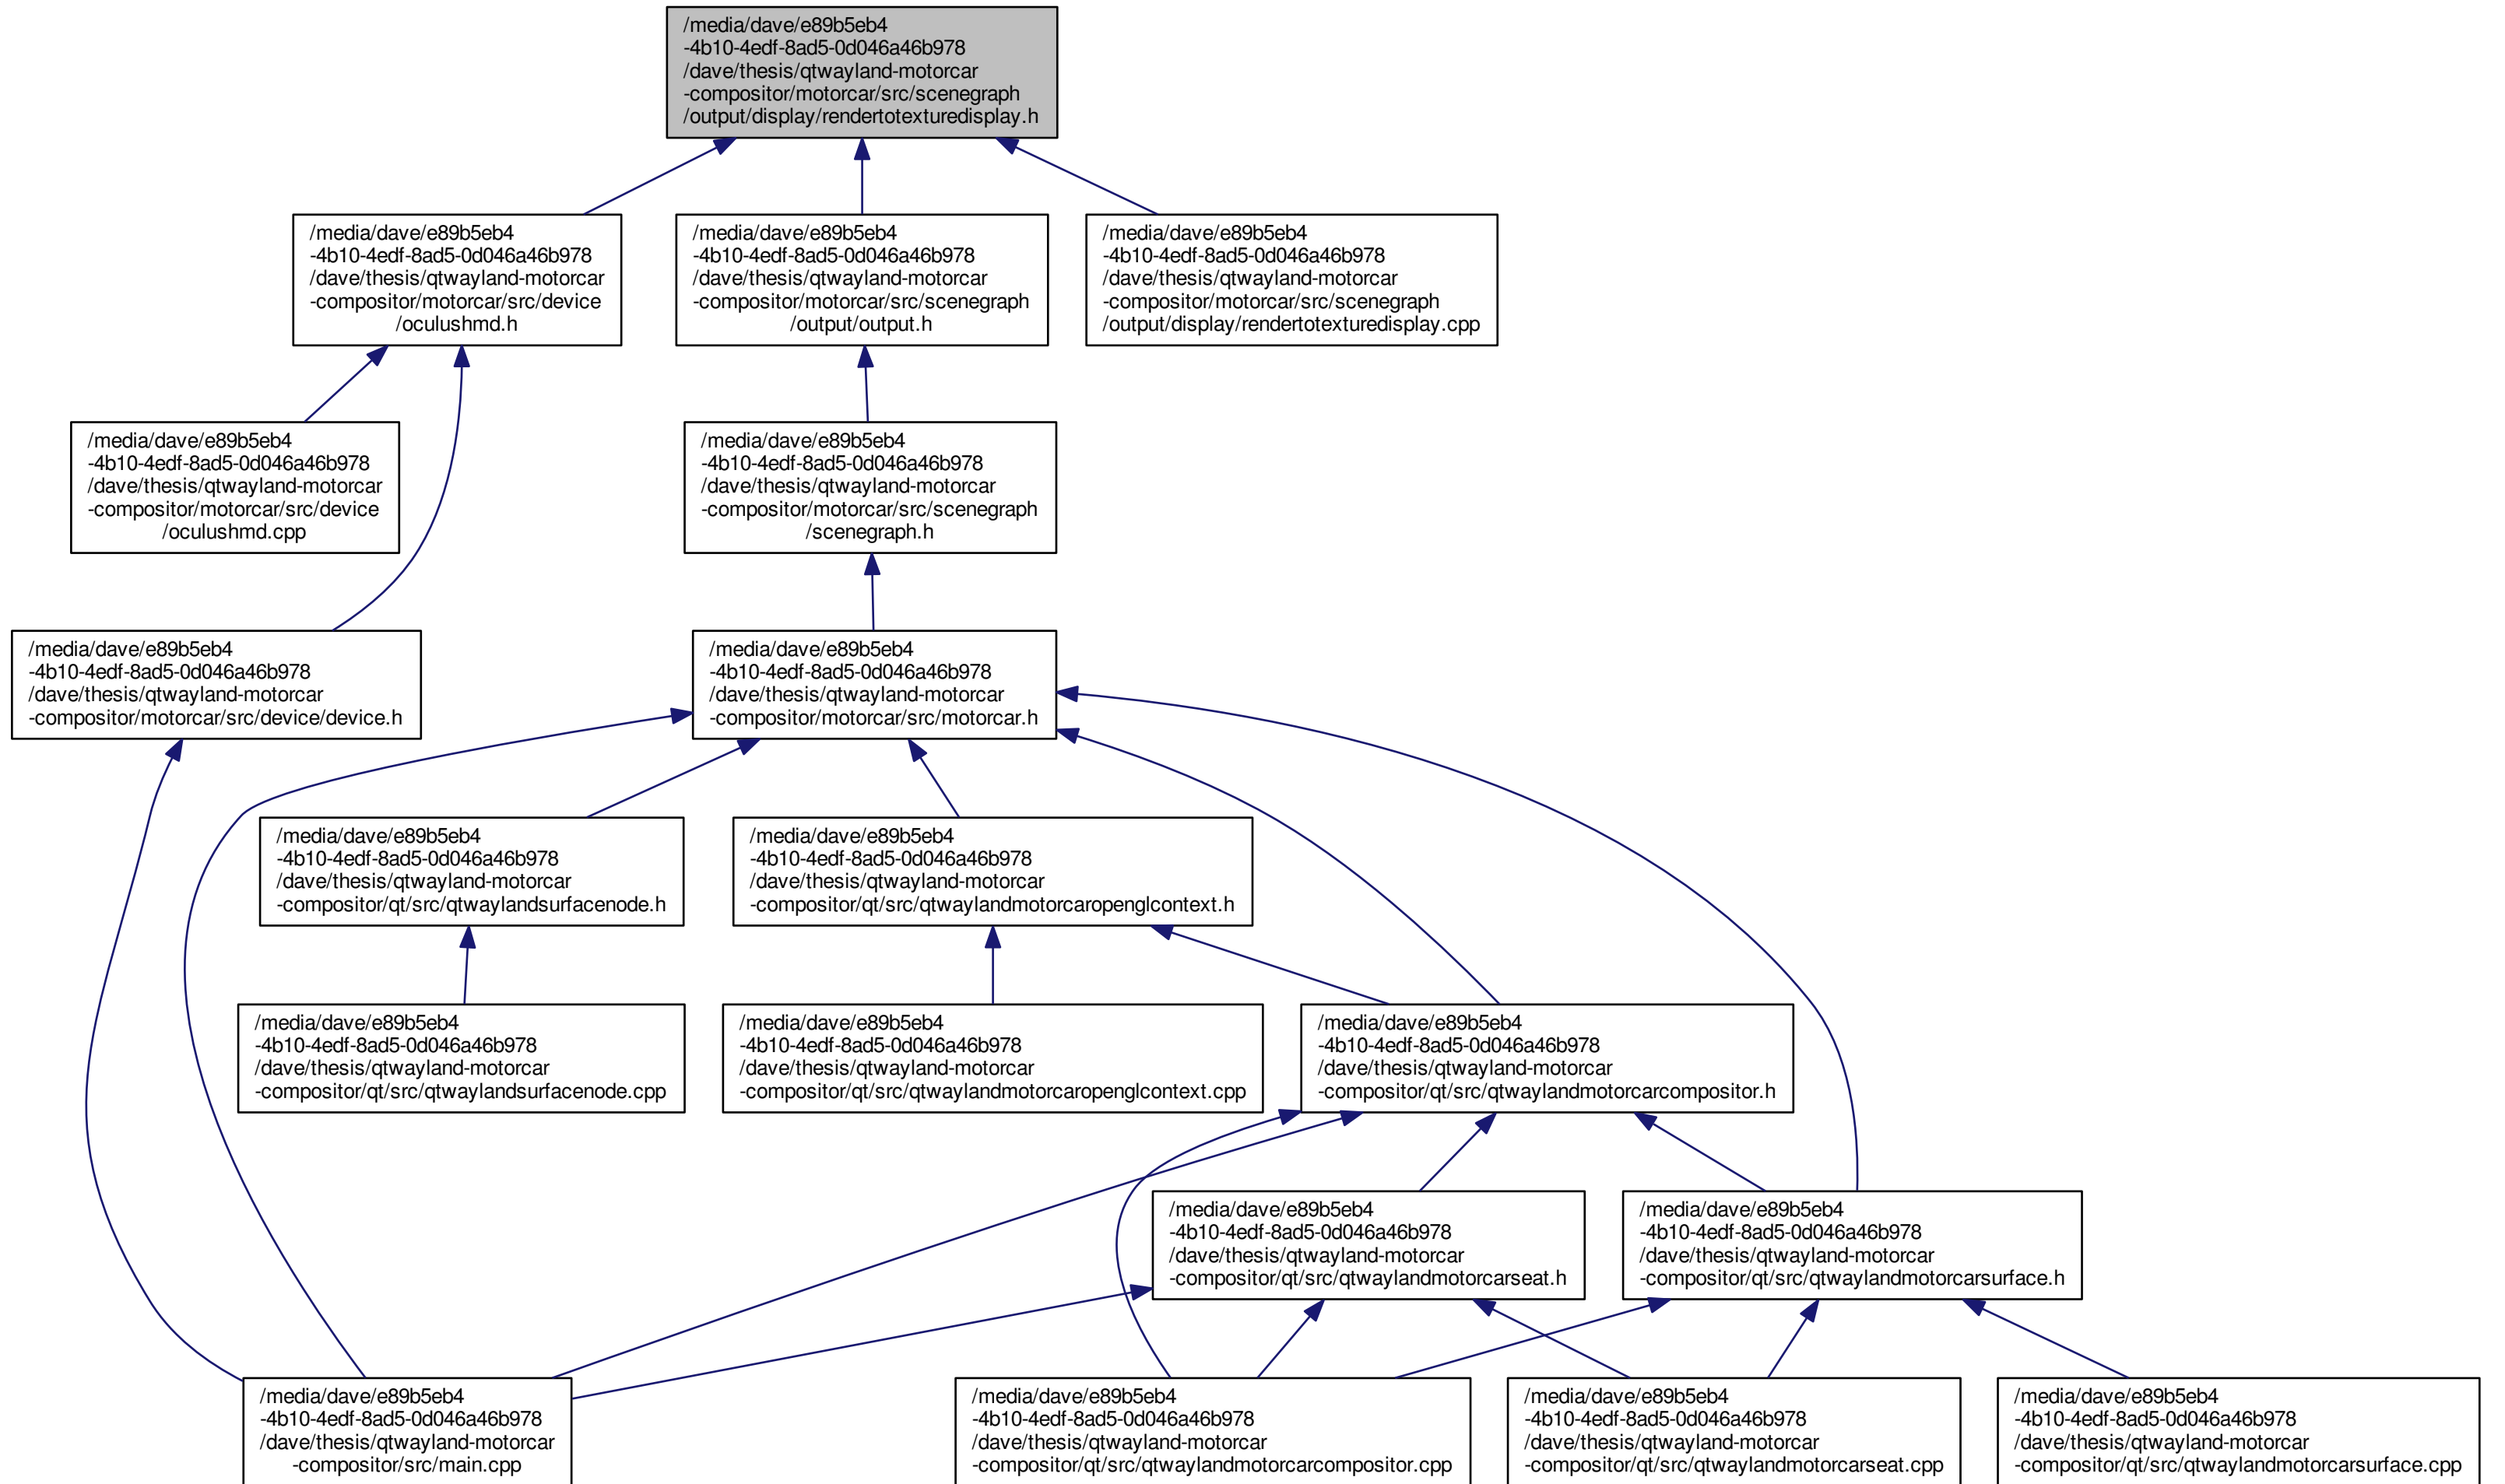 /media/dave/e89b5eb4
-4b10-4edf-8ad5-0d046a46b978
/dave/thesis/qtwayland-motorcar
-compositor/motorcar/src/scenegraph
/output/display/rendertotexturedisplay.h
/media/dave/e89b5eb4
-4b10-4edf-8ad5-0d046a46b978
/dave/thesis/qtwayland-motorcar
-compositor/motorcar/src/device
/oculushmd.h
/media/dave/e89b5eb4
-4b10-4edf-8ad5-0d046a46b978
/dave/thesis/qtwayland-motorcar
-compositor/motorcar/src/scenegraph
/output/output.h
/media/dave/e89b5eb4
-4b10-4edf-8ad5-0d046a46b978
/dave/thesis/qtwayland-motorcar
-compositor/motorcar/src/scenegraph
/output/display/rendertotexturedisplay.cpp
/media/dave/e89b5eb4
-4b10-4edf-8ad5-0d046a46b978
/dave/thesis/qtwayland-motorcar
-compositor/motorcar/src/device
/oculushmd.cpp
/media/dave/e89b5eb4
-4b10-4edf-8ad5-0d046a46b978
/dave/thesis/qtwayland-motorcar
-compositor/motorcar/src/scenegraph
/scenegraph.h
/media/dave/e89b5eb4
-4b10-4edf-8ad5-0d046a46b978
/dave/thesis/qtwayland-motorcar
-compositor/motorcar/src/device/device.h
/media/dave/e89b5eb4
-4b10-4edf-8ad5-0d046a46b978
/dave/thesis/qtwayland-motorcar
-compositor/motorcar/src/motorcar.h
/media/dave/e89b5eb4
-4b10-4edf-8ad5-0d046a46b978
/dave/thesis/qtwayland-motorcar
-compositor/qt/src/qtwaylandsurfacenode.h
/media/dave/e89b5eb4
-4b10-4edf-8ad5-0d046a46b978
/dave/thesis/qtwayland-motorcar
-compositor/qt/src/qtwaylandmotorcaropenglcontext.h
/media/dave/e89b5eb4
-4b10-4edf-8ad5-0d046a46b978
/dave/thesis/qtwayland-motorcar
-compositor/qt/src/qtwaylandsurfacenode.cpp
/media/dave/e89b5eb4
-4b10-4edf-8ad5-0d046a46b978
/dave/thesis/qtwayland-motorcar
-compositor/qt/src/qtwaylandmotorcaropenglcontext.cpp
/media/dave/e89b5eb4
-4b10-4edf-8ad5-0d046a46b978
/dave/thesis/qtwayland-motorcar
-compositor/qt/src/qtwaylandmotorcarcompositor.h
/media/dave/e89b5eb4
-4b10-4edf-8ad5-0d046a46b978
/dave/thesis/qtwayland-motorcar
-compositor/qt/src/qtwaylandmotorcarseat.h
/media/dave/e89b5eb4
-4b10-4edf-8ad5-0d046a46b978
/dave/thesis/qtwayland-motorcar
-compositor/qt/src/qtwaylandmotorcarsurface.h
/media/dave/e89b5eb4
-4b10-4edf-8ad5-0d046a46b978
/dave/thesis/qtwayland-motorcar
-compositor/src/main.cpp
/media/dave/e89b5eb4
-4b10-4edf-8ad5-0d046a46b978
/dave/thesis/qtwayland-motorcar
-compositor/qt/src/qtwaylandmotorcarcompositor.cpp
/media/dave/e89b5eb4
-4b10-4edf-8ad5-0d046a46b978
/dave/thesis/qtwayland-motorcar
-compositor/qt/src/qtwaylandmotorcarseat.cpp
/media/dave/e89b5eb4
-4b10-4edf-8ad5-0d046a46b978
/dave/thesis/qtwayland-motorcar
-compositor/qt/src/qtwaylandmotorcarsurface.cpp